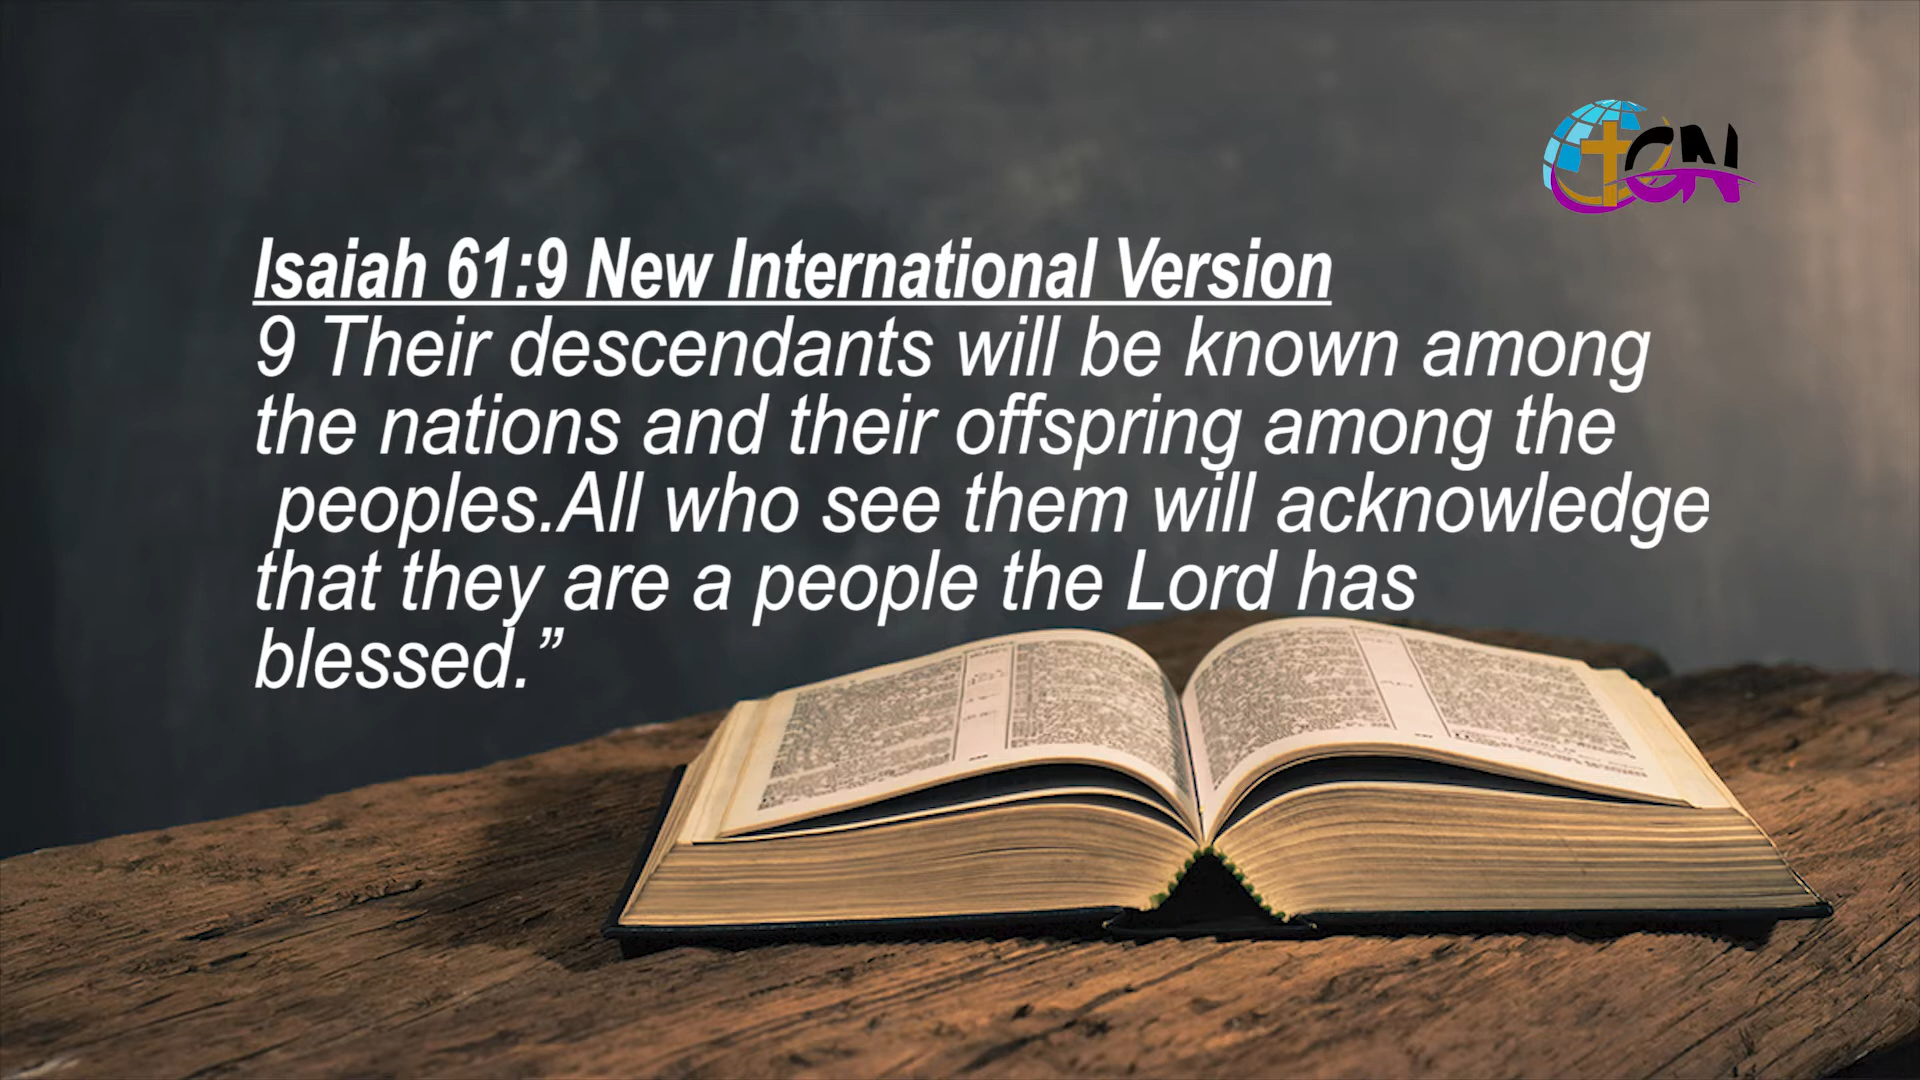 GN
Isaiah 61:9 New International Version
9 Their descendants will be known among
the nations and their offspring among the
peoples.All who see them will acknowledge
that they are a people the Lord has
blessed.”